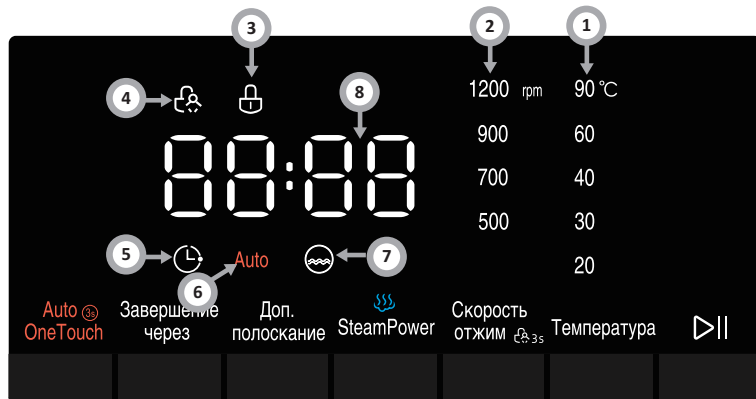 3
2
1
4
8
1200 rpm
90 °C
88:88
900
60
700
40
500
30
5
Auto
7
6
20
Auto 3s
OneTouch
Завершение
через
Доп.
полоскание
SteamPower
Скорость
отжим 3s
Температура